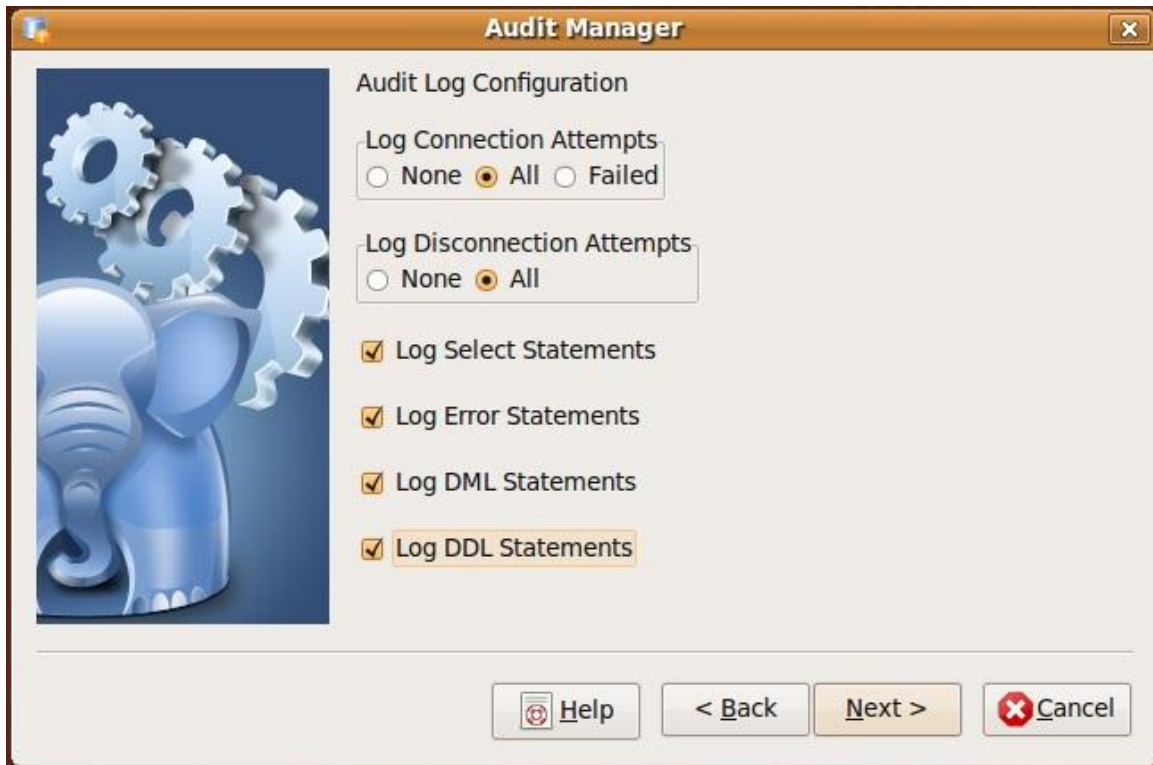 Audit Manager
Audit Log Configuration
Log Connection Attempts
None All Failed
Log Disconnection Attempts
None All
Log Select Statements
Log Error Statements
Log DML Statements
Log DDL Statements
Help < Back Next > Cancel